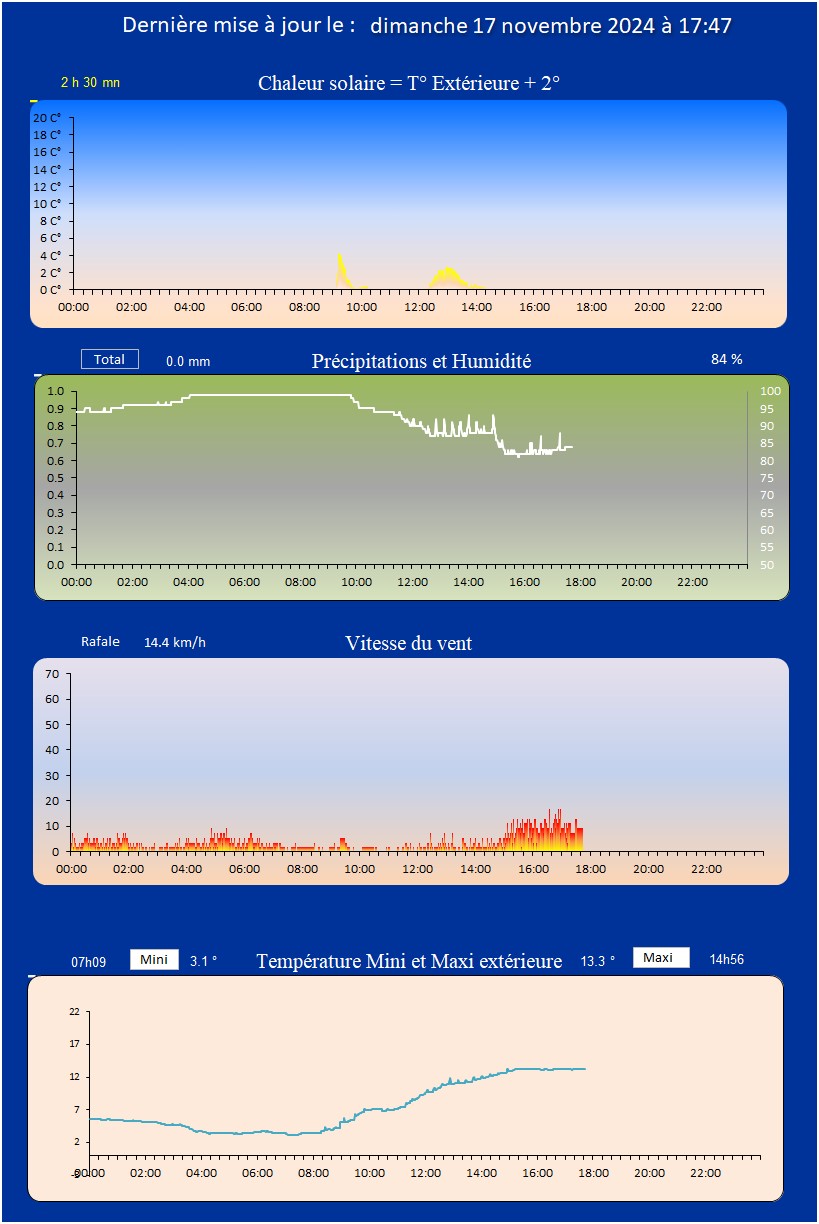 Dernière mise à jour le : dimanche 17 novembre 2024 à 17:47
2 h 30 mn Chaleur solaire = T° Extérieure + 2°
20 C°
18 C°
16 C°
14 C°
12 C°
10 C°
8 C°
6 C°
4 C°
2 C°
0 C°
00:00 02:00 04:00 06:00 08:00 10:00 12:00 14:00 16:00 18:00 20:00 22:00
Total 0.0 mm Précipitations et Humidité 84 %
1.0 100
0.9 95
0.8 90
0.7 85
0.6 80
0.5 75
0.4 70
0.3 65
0.2 60
0.1 55
0.0 50
00:00 02:00 04:00 06:00 08:00 10:00 12:00 14:00 16:00 18:00 20:00 22:00
Rafale 14.4 km/h Vitesse du vent
70
60
50
40
30
20
10
0
00:00 02:00 04:00 06:00 08:00 10:00 12:00 14:00 16:00 18:00 20:00 22:00
07h09 Mini 3.1 ° Température Mini et Maxi extérieure 13.3 ° Maxi 14h56
22
17
12
7
2
-3
00:00 02:00 04:00 06:00 08:00 10:00 12:00 14:00 16:00 18:00 20:00 22:00